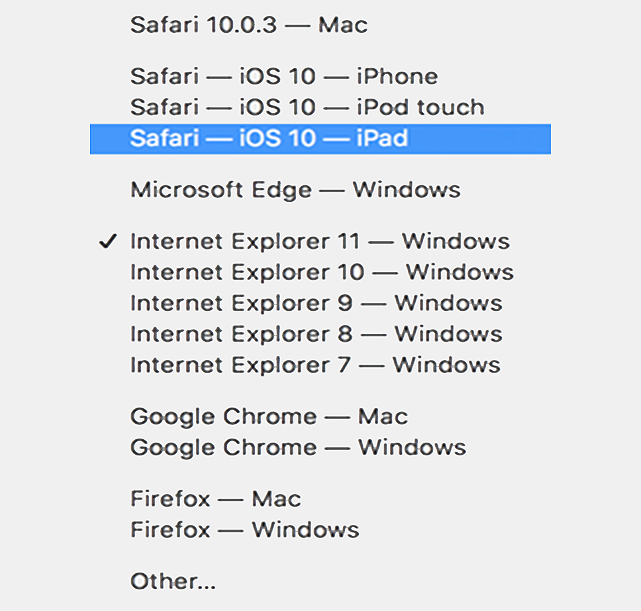 Safari 10.0.3 — Mac
Safari — iOS 10 — iPhone
Safari — iOS 10 — iPod touch
Safari — iOS 10 — iPad
Microsoft Edge — Windows
✓ Internet Explorer 11 — Windows
Internet Explorer 10 — Windows
Internet Explorer 9 — Windows
Internet Explorer 8 — Windows
Internet Explorer 7 — Windows
Google Chrome — Mac
Google Chrome — Windows
Firefox — Mac
Firefox — Windows
Other...